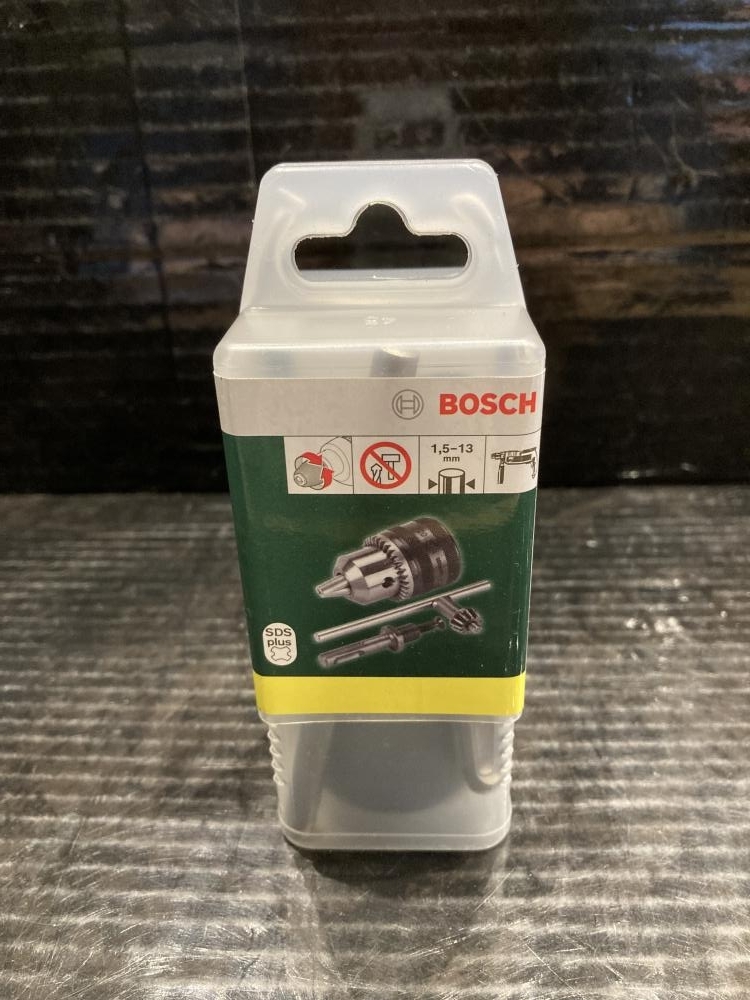 BOSCH
1,5–13
mm
SDS
plus